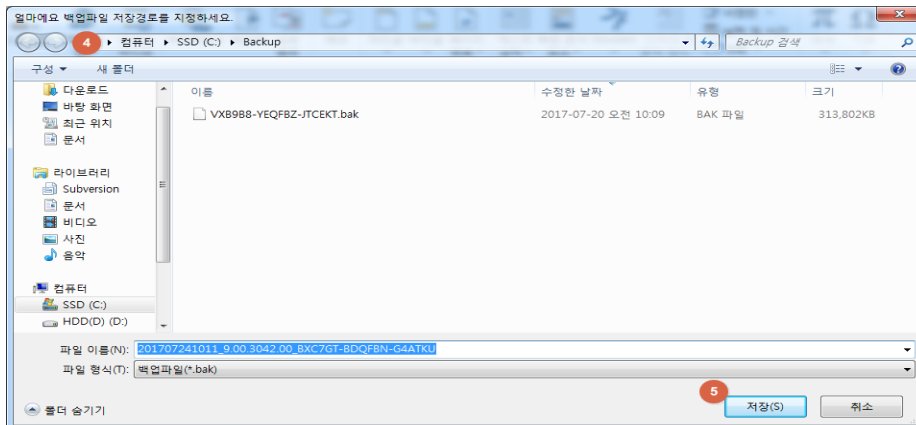 얼마에요 백업파일 저장경로를 지정하세요.
4 컴퓨터 SSD (C:) Backup Backup 검색
구성 새 폴더
다운로드
바탕 화면
최근 위치
문서
라이브러리
Subversion
문서
비디오
사진
음악
컴퓨터
SSD (C:)
HDD(D) (D:)
이름 수정한 날짜 유형 크기
VXB9B8-YEQFBZ-JTCEKT.bak 2017-07-20 오전 10:09 BAK 파일 313,802KB
파일 이름(N): 201707241011_9.00.3042.00_BXC7GT-BDQFBN-G4ATKU
파일 형식(T): 백업파일(*.bak)
5
폴더 숨기기 저장(S) 취소